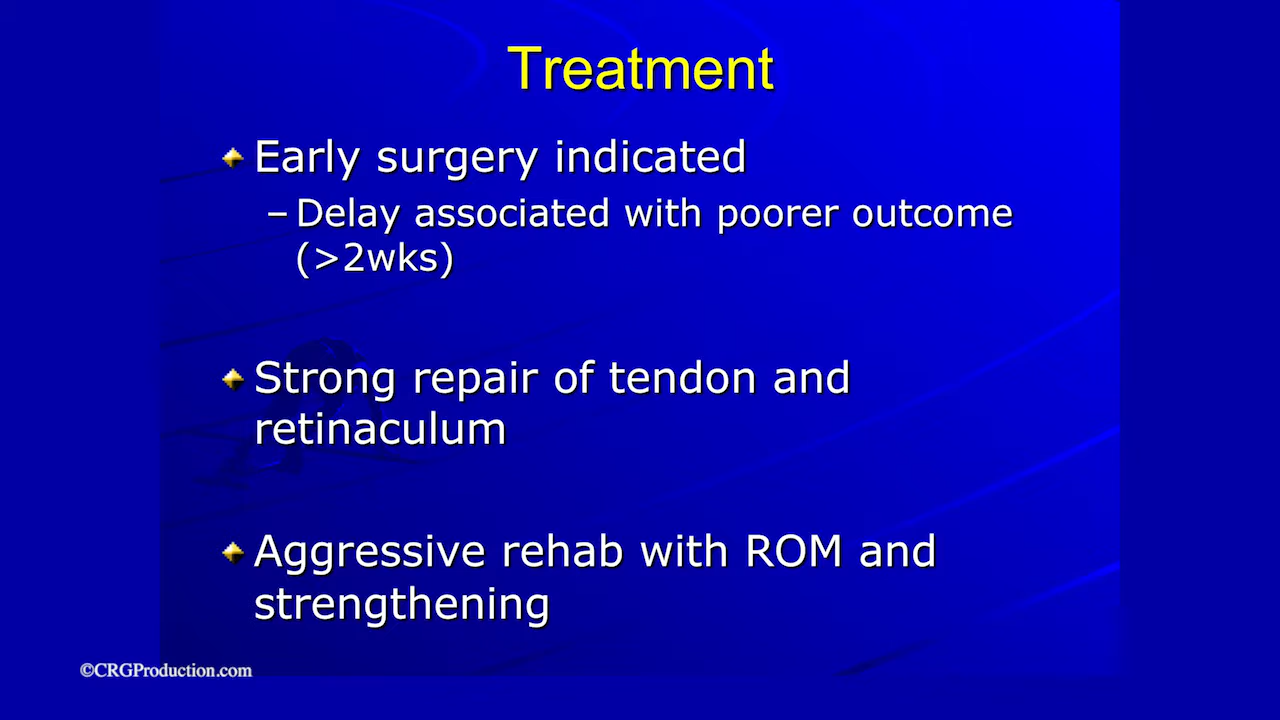 Treatment
Early surgery indicated
– Delay associated with poorer outcome
(>2wks)
Strong repair of tendon and
retinaculum
Aggressive rehab with ROM and
strengthening
©CRGProduction.com